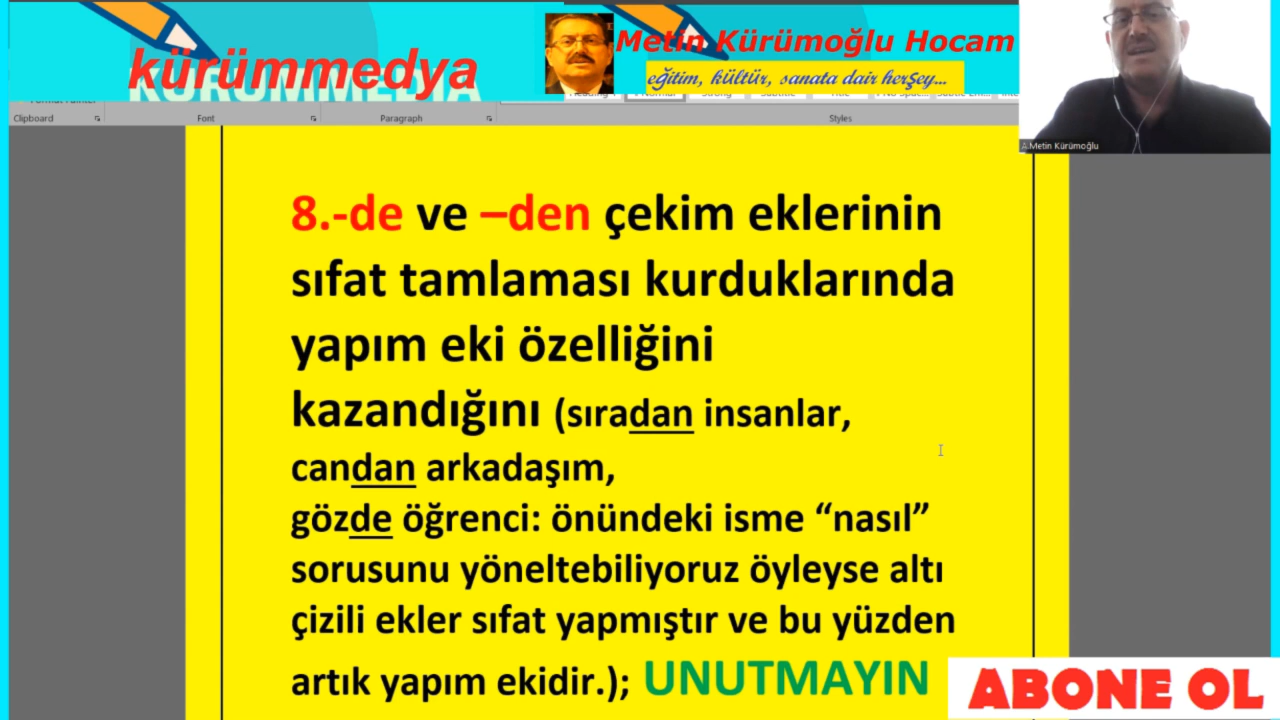 kürümmedya
KURUMMEDIA
Metin Kürümoğlu Hocam
eğitim, kültür, sanata dair herşey...
Clipboard
Font
Paragraph
Styles
A.Metin Kürümoğlu
8.-de ve –den çekim eklerinin
sıfat tamlaması kurduklarında
yapım eki özelliğini
kazandığını (sıradan insanlar,
candan arkadaşım,
gözde öğrenci: önündeki isme “nasıl”
sorusunu yöneltebiliyoruz öyleyse altı
çizili ekler sıfat yapmıştır ve bu yüzden
artık yapım ekidir.); UNUTMAYIN
ABONE OL